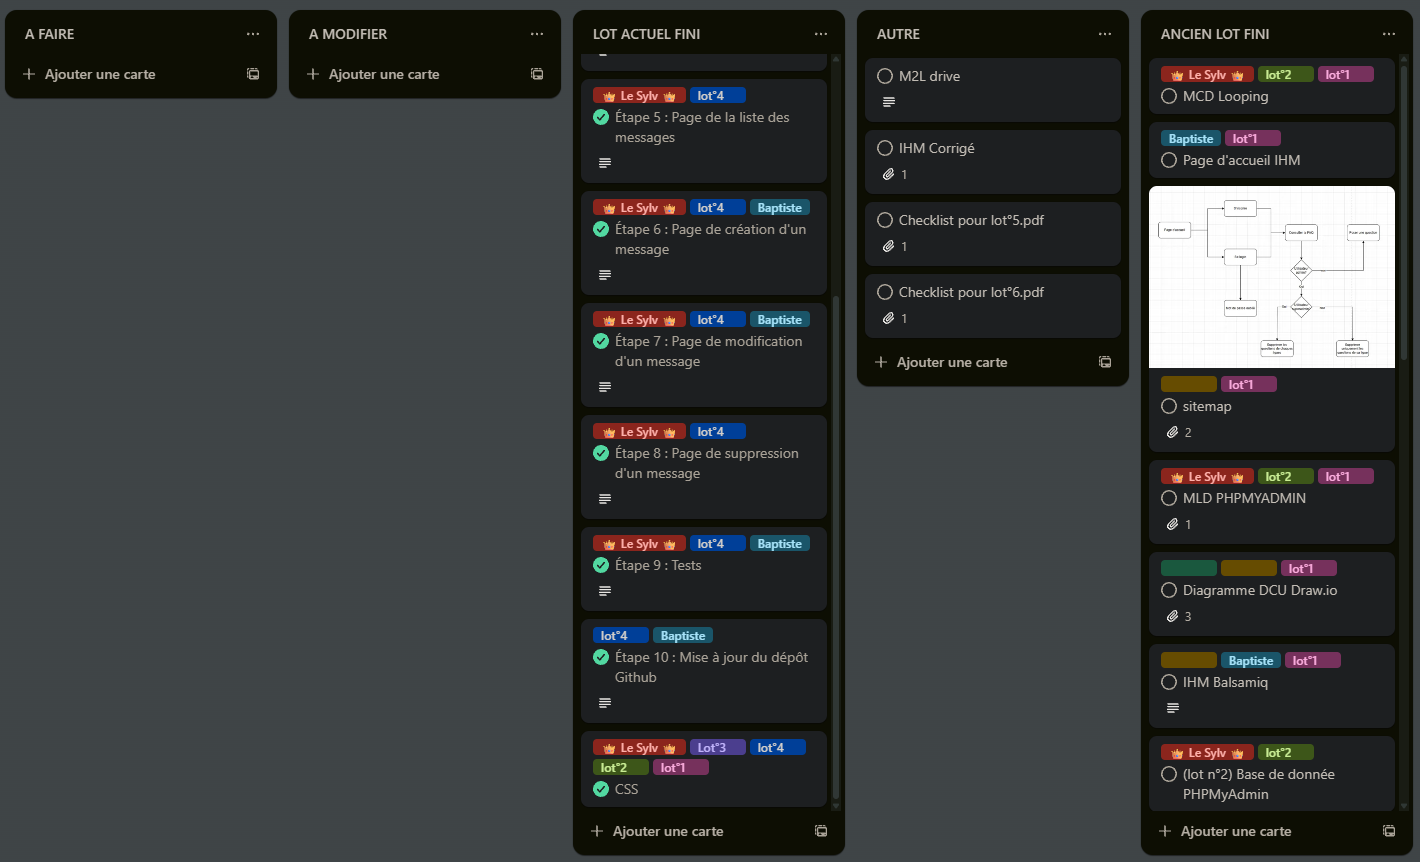 A FAIRE
Ajouter une carte
A MODIFIER
Ajouter une carte
LOT ACTUEL FINI
Le Sylv lot°4
Étape 5 : Page de la liste des
messages
Le Sylv lot°4 Baptiste
Étape 6 : Page de création d'un
message
Le Sylv lot°4 Baptiste
Étape 7 : Page de modification
d'un message
Le Sylv lot°4
Étape 8 : Page de suppression
d'un message
Le Sylv lot°4 Baptiste
Étape 9 : Tests
lot°4 Baptiste
Étape 10 : Mise à jour du dépôt
Github
Le Sylv Lot°3 lot°4
lot°2 lot°1
CSS
Ajouter une carte
AUTRE
M2L drive
IHM Corrigé
1
Checklist pour lot°5.pdf
1
Checklist pour lot°6.pdf
1
Ajouter une carte
ANCIEN LOT FINI
Le Sylv lot°2 lot°1
MCD Looping
Baptiste lot°1
Page d'accueil IHM
lot°1
sitemap
2
Le Sylv lot°2 lot°1
MLD PHPMYADMIN
1
lot°1
Diagramme DCU Draw.io
3
Baptiste lot°1
IHM Balsamiq
Le Sylv lot°2
(lot n°2) Base de donnée
PHPMyAdmin
Ajouter une carte